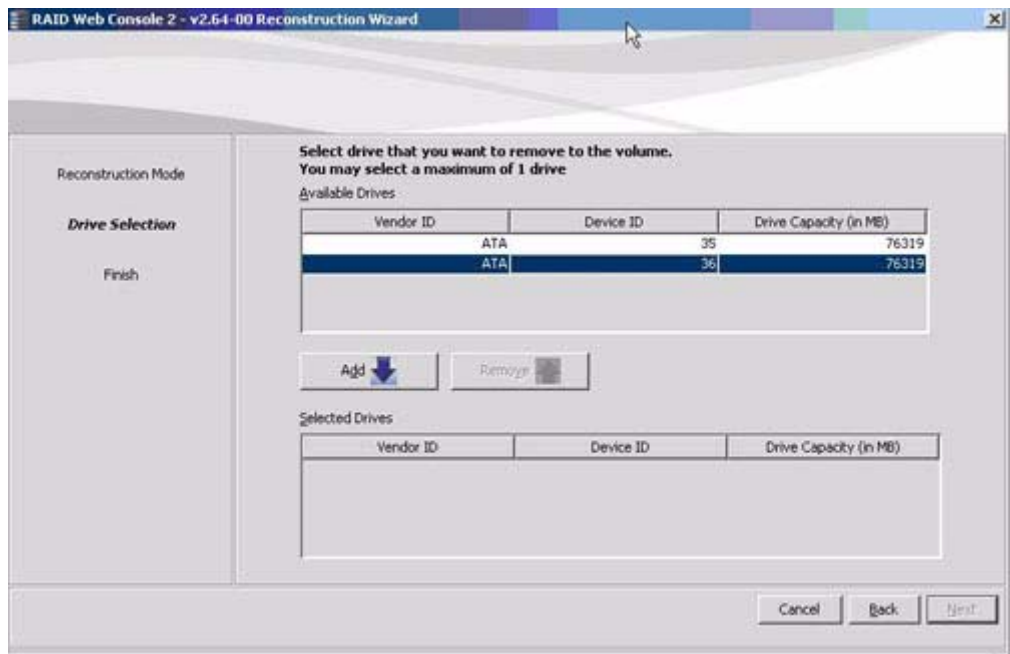 RAID Web Console 2 - v2.64-00 Reconstruction Wizard
Reconstruction Mode
Drive Selection
Finish
Select drive that you want to remove to the volume.
You may select a maximum of 1 drive
Available Drives
Vendor ID Device ID Drive Capacity (in MB)
ATA 35 76319
ATA 36 76319
Add Remove
Selected Drives
Vendor ID Device ID Drive Capacity (in MB)
Cancel Back Next